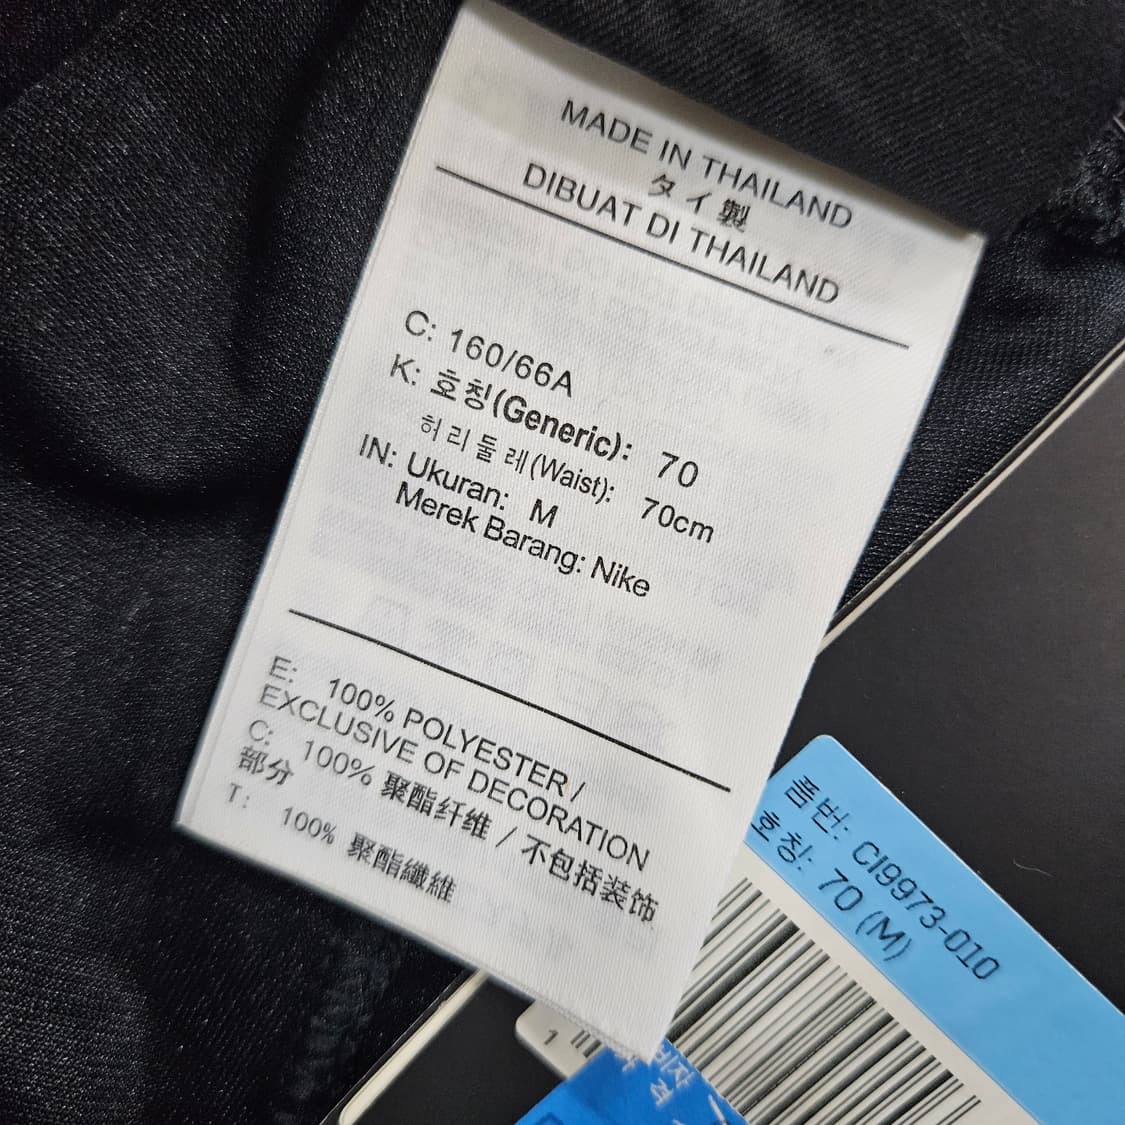 MADE IN THAILAND
タイ製
DIBUAT DI THAILAND
C: 160/66A
K: 호칭(Generic): 70
허리둘레(Waist): 70cm
IN: Ukuran: M
Merek Barang: Nike
E: 100% POLYESTER /
EXCLUSIVE OF DECORATION
C: 100% 聚酯纤维 / 不包括装饰
部分
T: 100% 聚酯纖維
품번: CI9973-010
호칭: 70 (M)
1